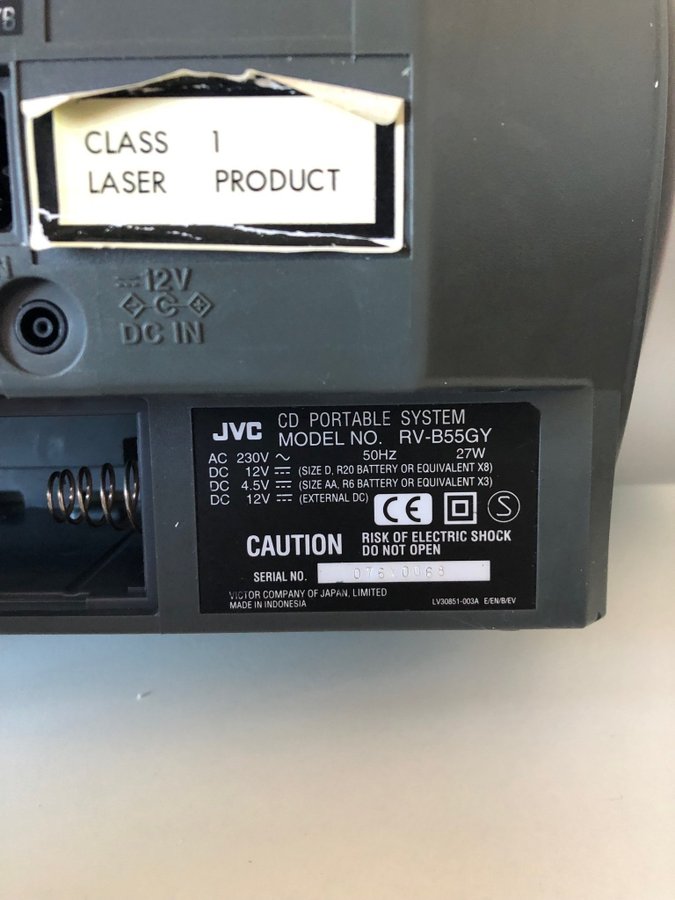 CLASS 1
LASER PRODUCT
12V
DC IN
JVC CD PORTABLE SYSTEM
MODEL NO. RV-B55GY
AC 230V ~ 50Hz 27W
DC 12V ⎓ (SIZE D, R20 BATTERY OR EQUIVALENT X8)
DC 4.5V ⎓ (SIZE AA, R6 BATTERY OR EQUIVALENT X3)
DC 12V ⎓ (EXTERNAL DC) CE S
CAUTION RISK OF ELECTRIC SHOCK
DO NOT OPEN
SERIAL NO.
VICTOR COMPANY OF JAPAN, LIMITED
MADE IN INDONESIA LV30851-003A E/EN/B/EV